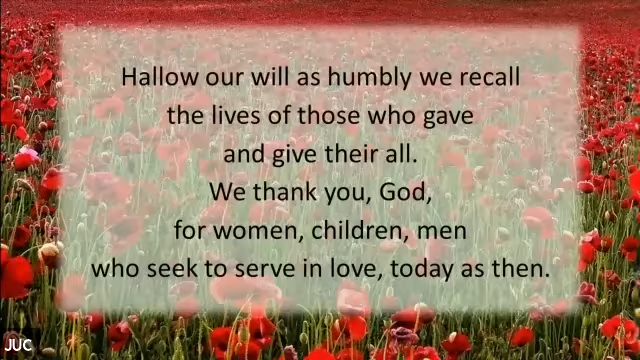 Hallow our will as humbly we recall
the lives of those who gave
and give their all.
We thank you, God,
for women, children, men
who seek to serve in love, today as then.
JUC